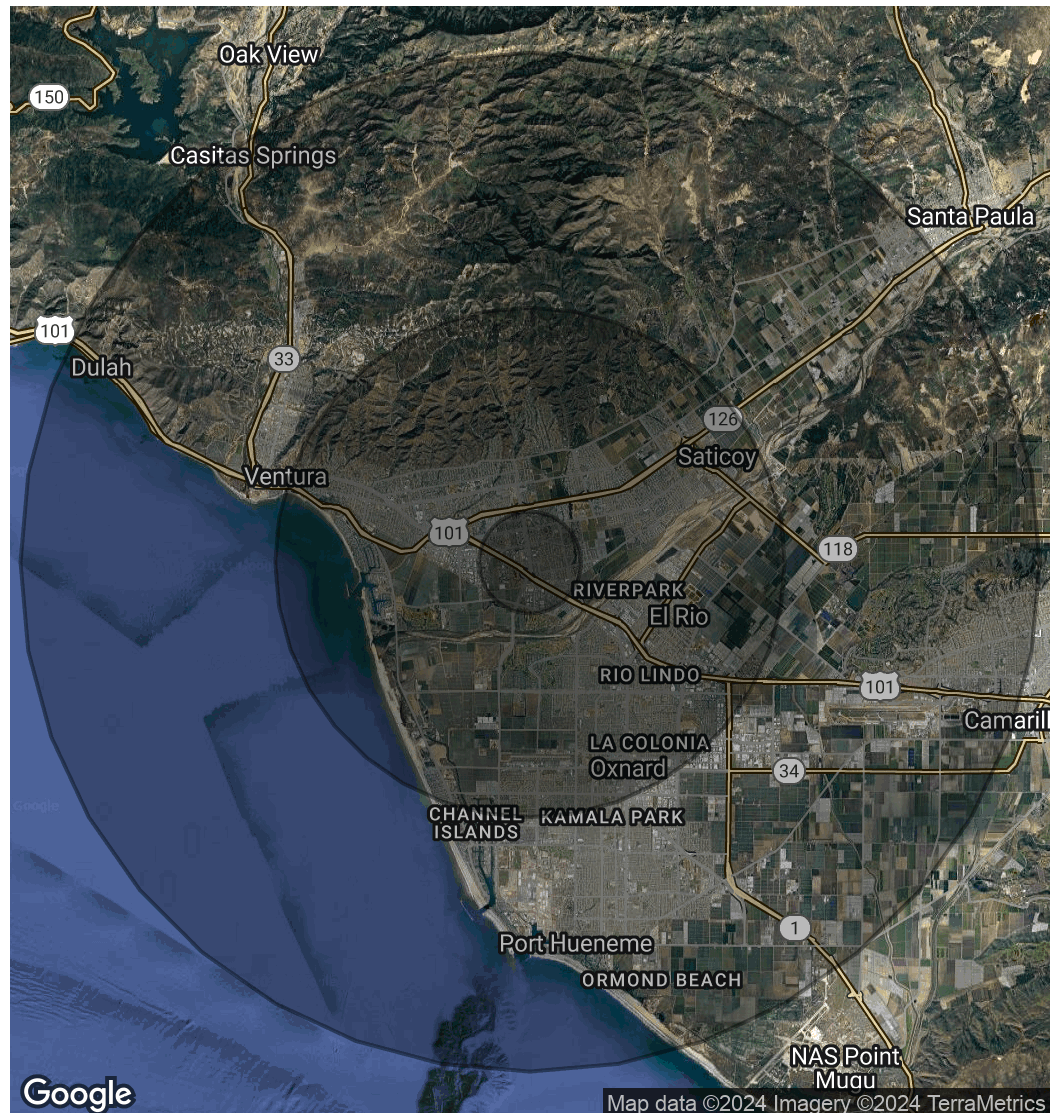 Oak View
150
Casitas Springs
Santa Paula
101
Dulah
33
126
Saticoy
Ventura
101
118
RIVERPARK
El Rio
RIO LINDO
101
Camarill
LA COLONIA
Oxnard
34
CHANNEL
ISLANDS
KAMALA PARK
1
Port Hueneme
ORMOND BEACH
NAS Point
Mugu
Google
Map data ©2024 Imagery ©2024 TerraMetrics